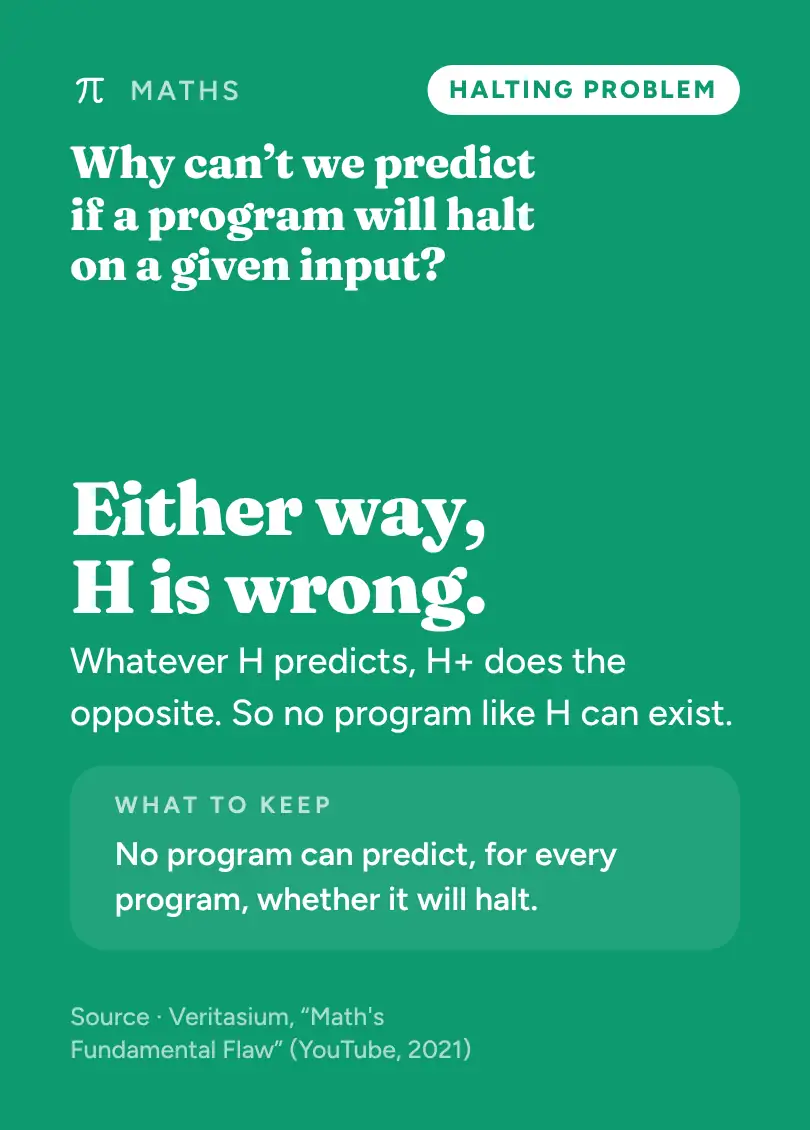 π MATHS
HALTING PROBLEM
Why can’t we predict
if a program will halt
on a given input?
Either way,
H is wrong.
Whatever H predicts, H+ does the
opposite. So no program like H can exist.
WHAT TO KEEP
No program can predict, for every
program, whether it will halt.
Source · Veritasium, “Math's
Fundamental Flaw” (YouTube, 2021)